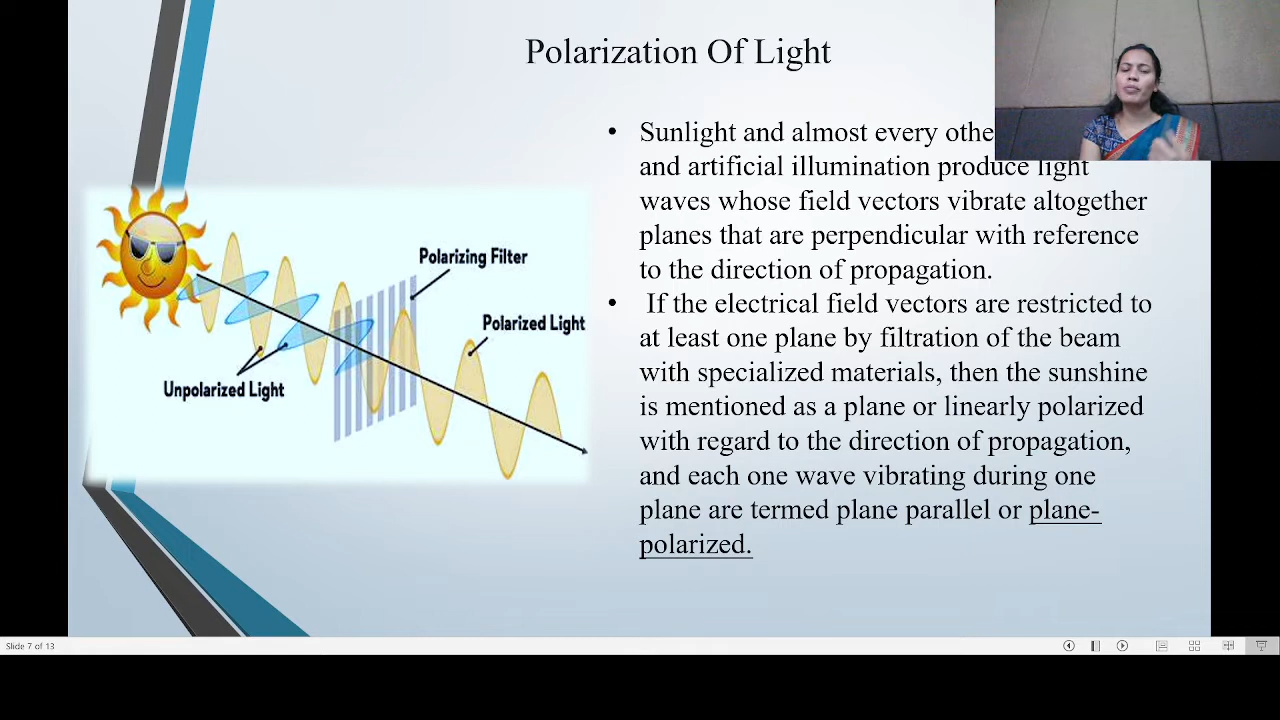 Polarization Of Light
• Sunlight and almost every
and artificial illumination produce light
waves whose field vectors vibrate altogether
planes that are perpendicular with reference
to the direction of propagation.
• If the electrical field vectors are restricted to
at least one plane by filtration of the beam
with specialized materials, then the sunshine
is mentioned as a plane or linearly polarized
with regard to the direction of propagation,
and each one wave vibrating during one
plane are termed plane parallel or plane-
polarized.
Polarizing Filter
Polarized Light
Unpolarized Light
Slide 7 of 13